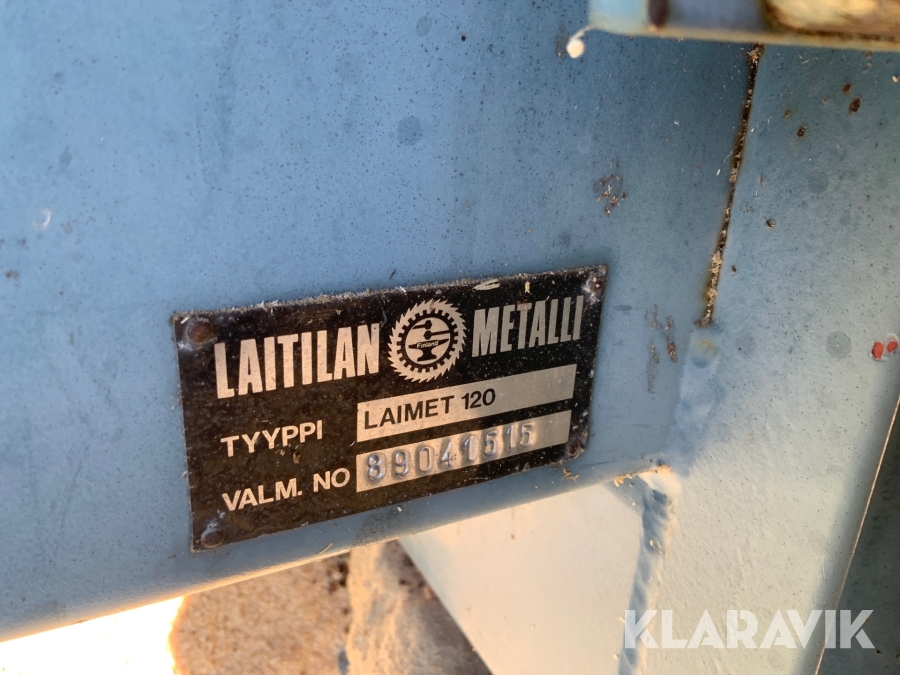 LAITILAN Finland METALLI
TYYPPI LAIMET 120
VALM. NO 89041515
KLARAVIK